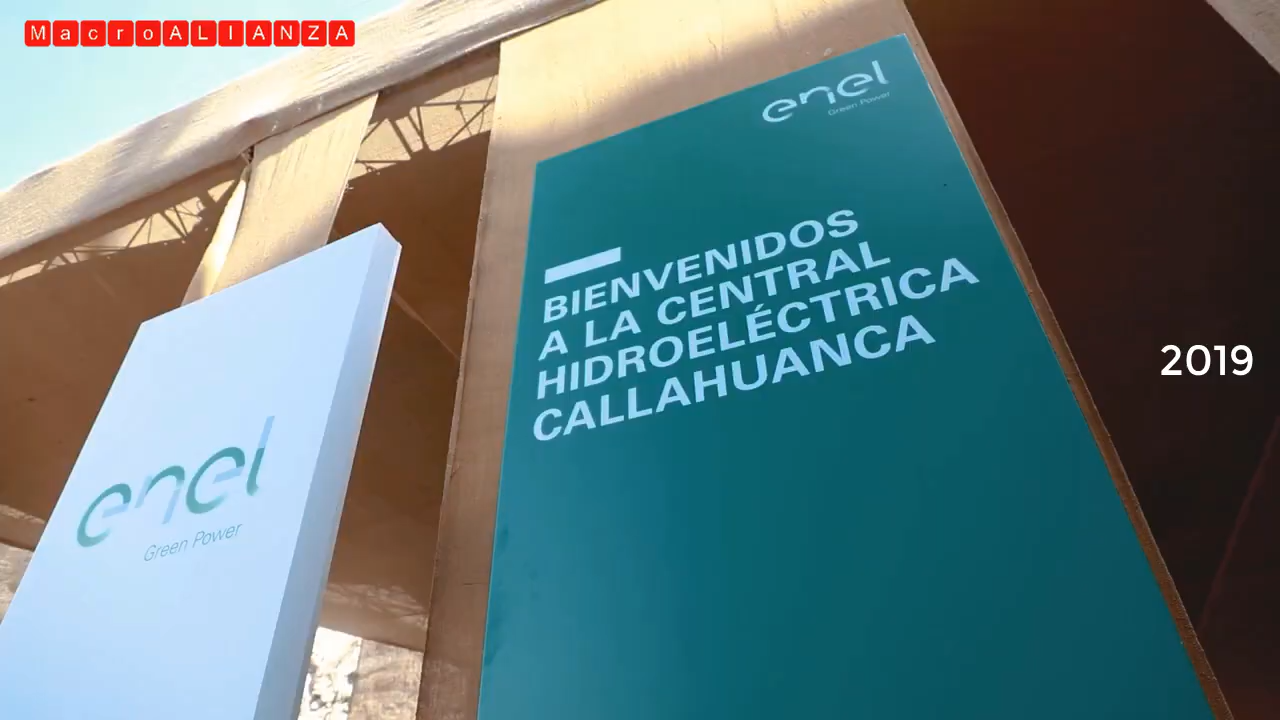 MacroALIANZA
enel
Green Power
BIENVENIDOS
A LA CENTRAL
HIDROELÉCTRICA
CALLAHUANCA
2019
enel
Green Power